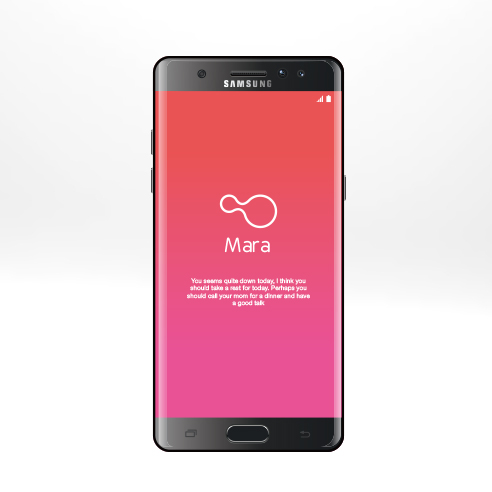 SAMSUNG
Mara
You seems quite down today, I think you
should take a rest for today. Perhaps you
should call your mom for a dinner and have
a good talk